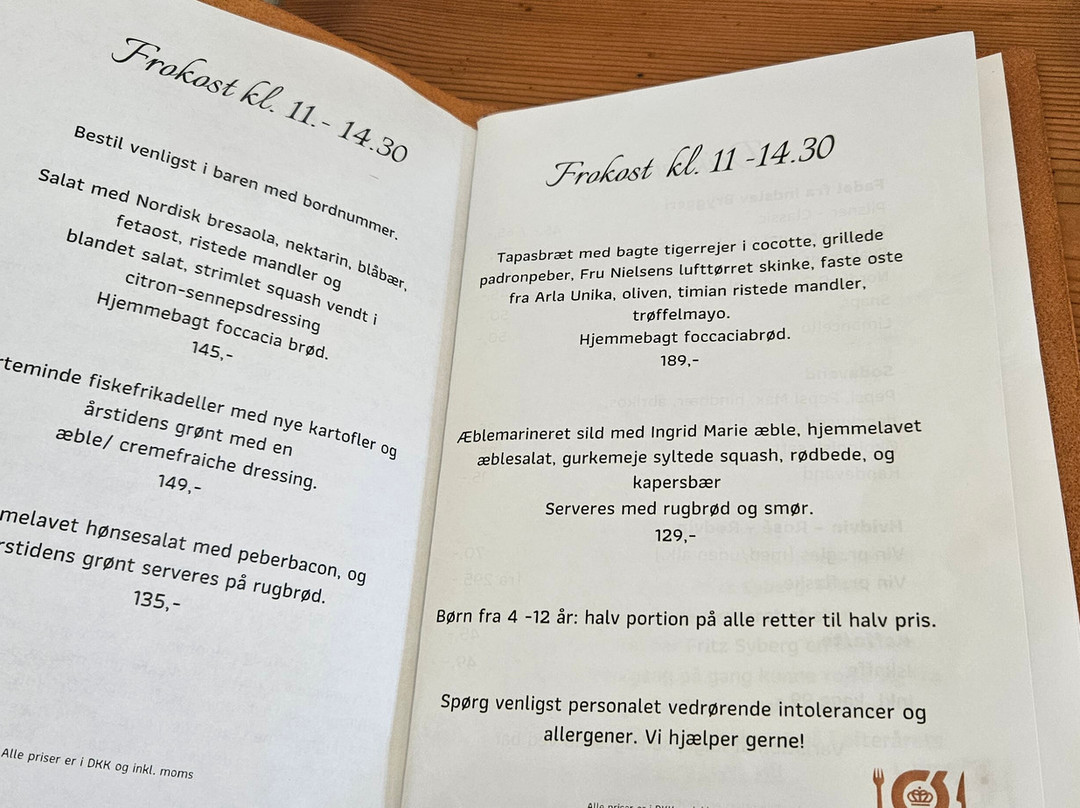 Frokost kl. 11.- 14.30
Bestil venligst i baren med bordnummer.
Salat med Nordisk bresaola, nektarin, blåbær,
fetaost, ristede mandler og
blandet salat, strimlet squash vendt i
citron-sennepsdressing
Hjemmebagt foccacia brød.
145,-
rteminde fiskefrikadeller med nye kartofler og
årstidens grønt med en
æble/ cremefraiche dressing.
149,-
melavet hønsesalat med peberbacon, og
rstidens grønt serveres på rugbrød.
135,-
Alle priser er i DKK og inkl. moms
Frokost kl. 11 -14.30
Tapasbræt med bagte tigerrejer i cocotte, grillede
padronpeber, Fru Nielsens lufttørret skinke, faste oste
fra Arla Unika, oliven, timian ristede mandler,
trøffelmayo.
Hjemmebagt foccaciabrød.
189,-
Æblemarineret sild med Ingrid Marie æble, hjemmelavet
æblesalat, gurkemeje syltede squash, rødbede, og
kapersbær
Serveres med rugbrød og smør.
129,-
Børn fra 4 -12 år: halv portion på alle retter til halv pris.
Spørg venligst personalet vedrørende intolerancer og
allergener. Vi hjælper gerne!